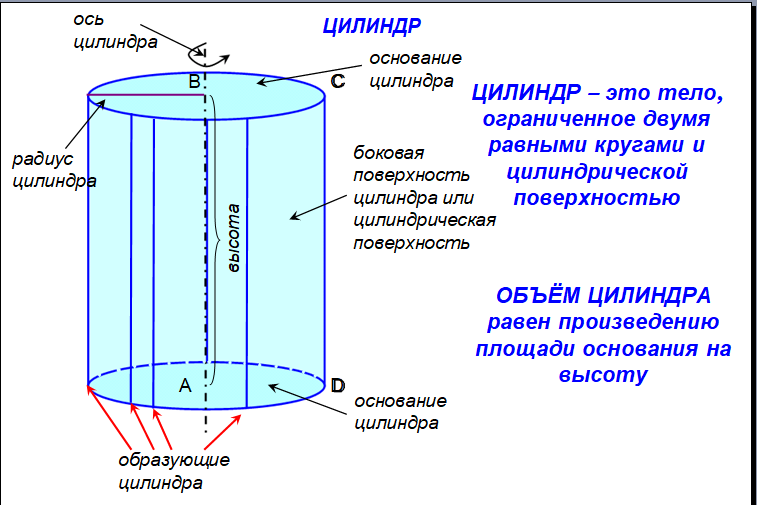 ЦИЛИНДР
ось
цилиндра
основание
цилиндра
B
C
ЦИЛИНДР – это тело,
ограниченное двумя
равными кругами и
цилиндрической
поверхностью
радиус
цилиндра
боковая
поверхность
цилиндра или
цилиндрическая
поверхность
высота
ОБЪЁМ ЦИЛИНДРА
равен произведению
площади основания на
высоту
A
D
основание
цилиндра
образующие
цилиндра